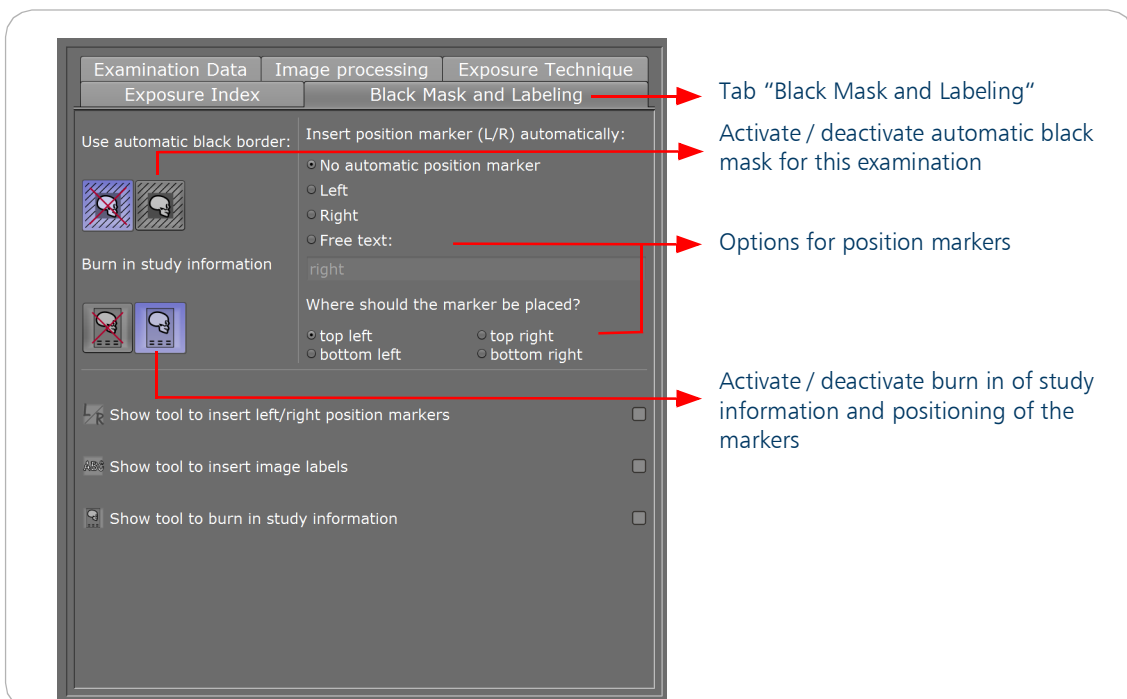 Examination Data
Image processing
Exposure Technique
Exposure Index
Black Mask and Labeling
Tab “Black Mask and Labeling“
Use automatic black border:
Insert position marker (L/R) automatically:
Activate / deactivate automatic black
mask for this examination
No automatic position marker
Left
Right
Free text:
Options for position markers
Burn in study information
right
Where should the marker be placed?
top left
top right
bottom left
bottom right
Activate / deactivate burn in of study
information and positioning of the
markers
L/R Show tool to insert left/right position markers
ABC Show tool to insert image labels
Show tool to burn in study information